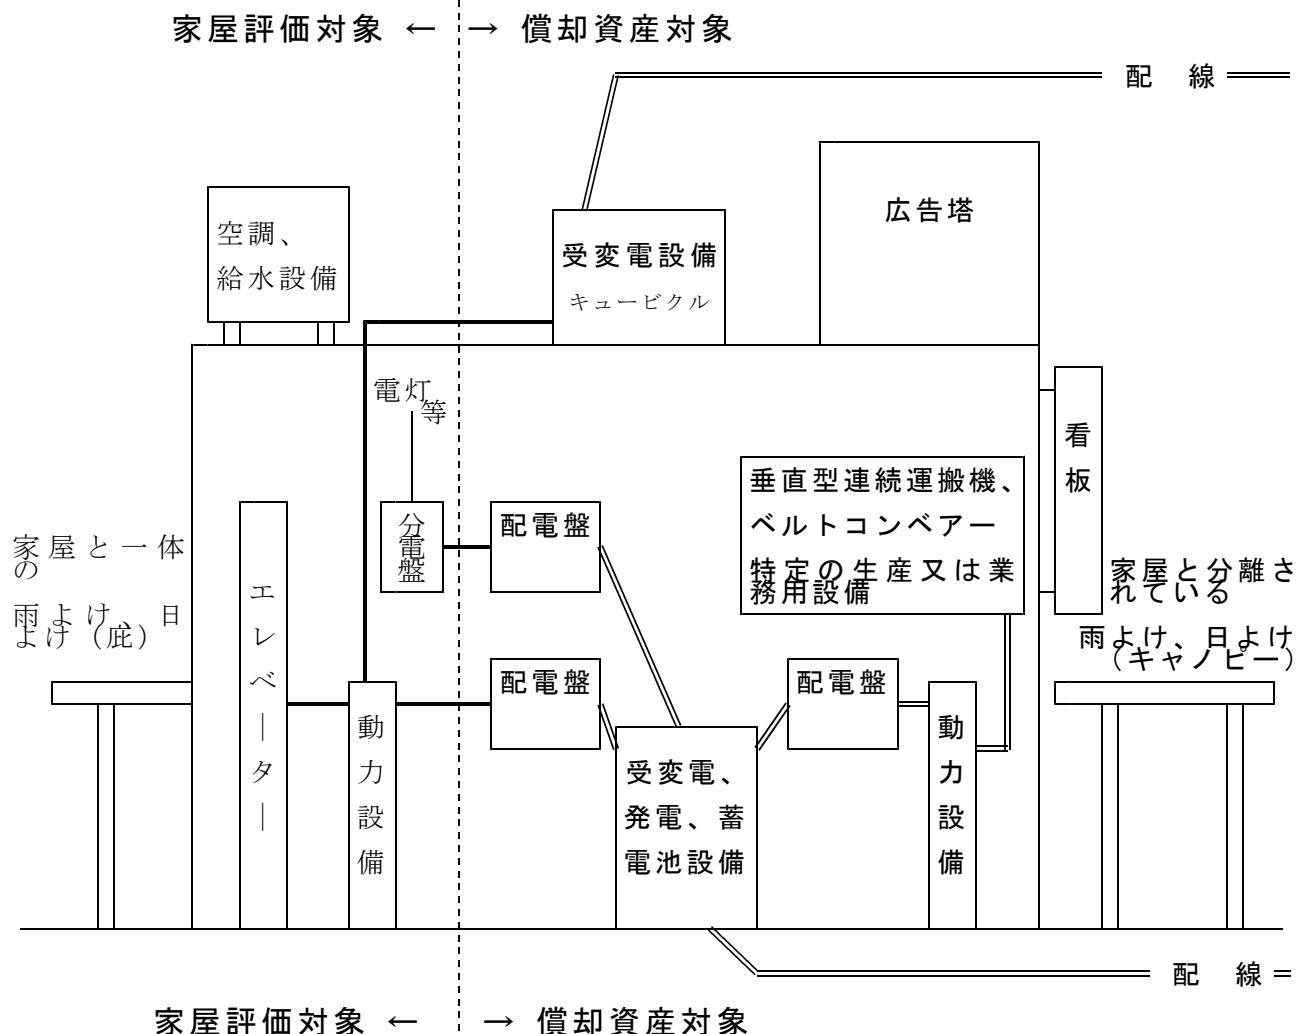 家屋評価対象 ← → 償却資産対象
配 線
広告塔
空調、
給水設備
受変電設備
キュービクル
電灯
等
看板
垂直型連続運搬機、
ベルトコンベアー
特定の生産又は業
務用設備
分電盤
配電盤
家屋と一体
の
雨よけ、日
よけ（庇）
エレベーター
家屋と分離さ
れている
雨よけ、日よけ
（キャノピー）
配電盤
配電盤
動力設備
受変電、
発電、蓄
電池設備
動力設備
配 線
家屋評価対象 ← → 償却資産対象